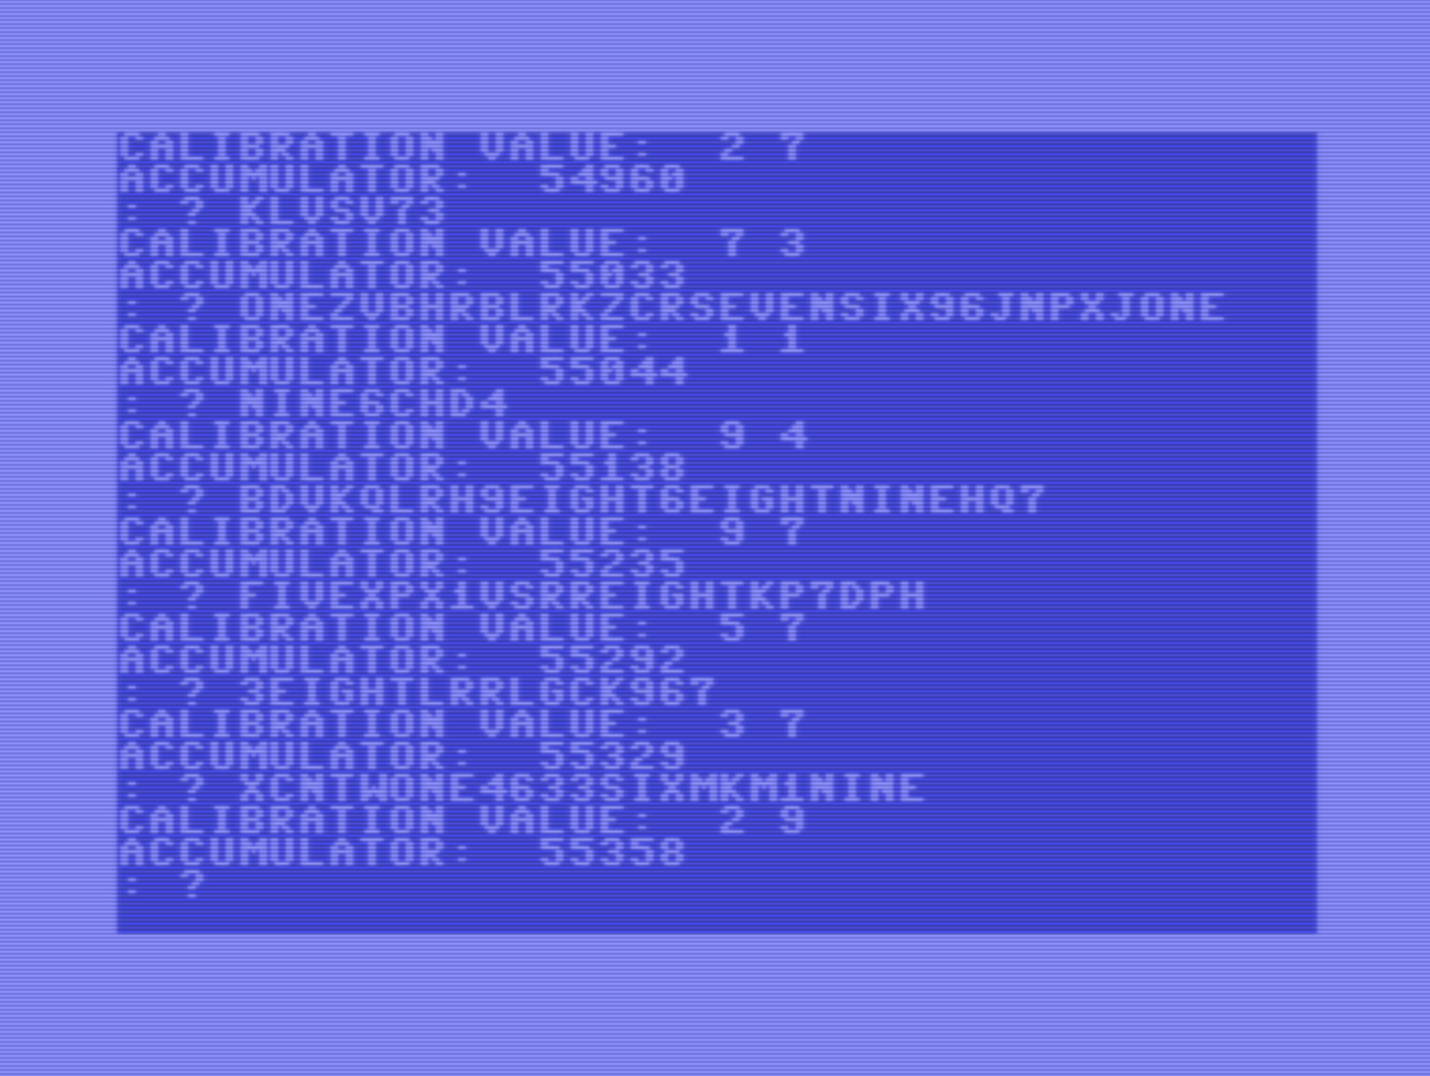 CALIBRATION VALUE:  2 7
ACCUMULATOR:  54960
: ? KLVSV73
CALIBRATION VALUE:  7 3
ACCUMULATOR:  55033
: ? ONEZVBHRBLRKZCRSEVENSIX96JNPXJONE
CALIBRATION VALUE:  1 1
ACCUMULATOR:  55044
: ? NINE6CHD4
CALIBRATION VALUE:  9 4
ACCUMULATOR:  55138
: ? BDVKQLRH9EIGHT6EIGHTNINEHQ7
CALIBRATION VALUE:  9 7
ACCUMULATOR:  55235
: ? FIVEXPX1VSRREIGHTKP7DPH
CALIBRATION VALUE:  5 7
ACCUMULATOR:  55292
: ? 3EIGHTLRRLGCK967
CALIBRATION VALUE:  3 7
ACCUMULATOR:  55329
: ? XCNTWONE4633SIXMKM1NINE
CALIBRATION VALUE:  2 9
ACCUMULATOR:  55358
: ?